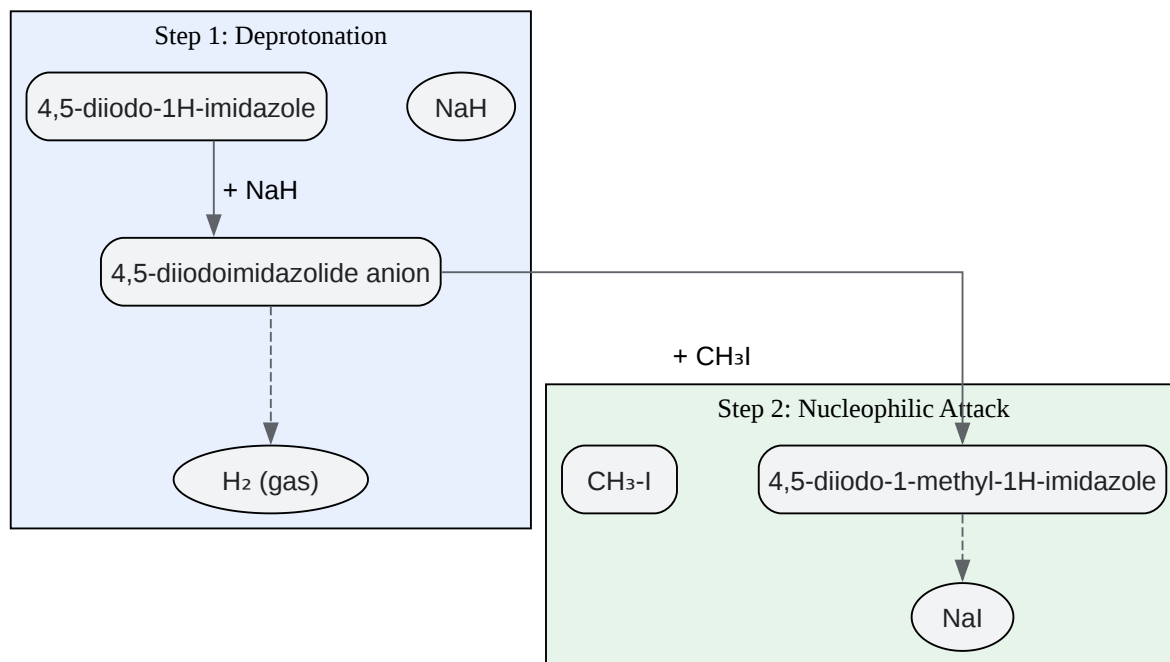 Step 1: Deprotonation
4,5-diiodo-1H-imidazole
NaH
+ NaH
4,5-diiodoimidazolide anion
H₂ (gas)
+ CH₃I
Step 2: Nucleophilic Attack
CH₃-I
4,5-diiodo-1-methyl-1H-imidazole
NaI